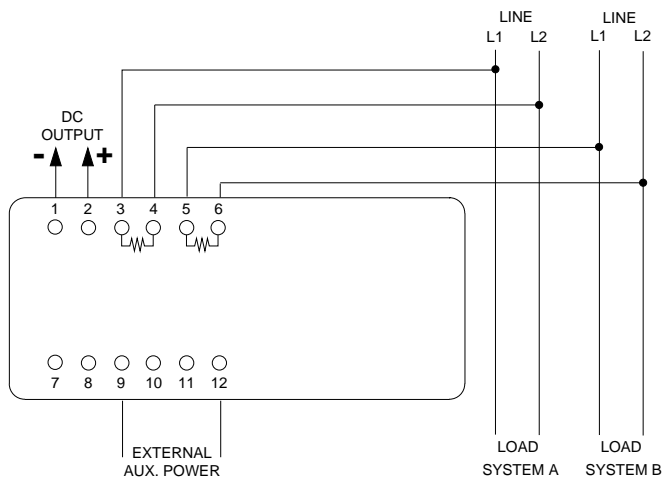 LINE LINE
L1 L2 L1 L2
DC
OUTPUT
- +
1 2 3 4 5 6
7 8 9 10 11 12
EXTERNAL
AUX. POWER
LOAD LOAD
SYSTEM A SYSTEM B